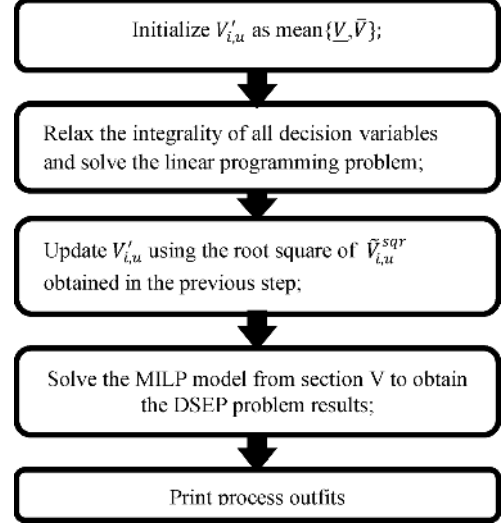 Initialize V′i,u as mean{V̲,V̄};
Relax the integrality of all decision variables
and solve the linear programming problem;
Update V′i,u using the root square of Ṽi,u^sqr
obtained in the previous step;
Solve the MILP model from section V to obtain
the DSEP problem results;
Print process outfits